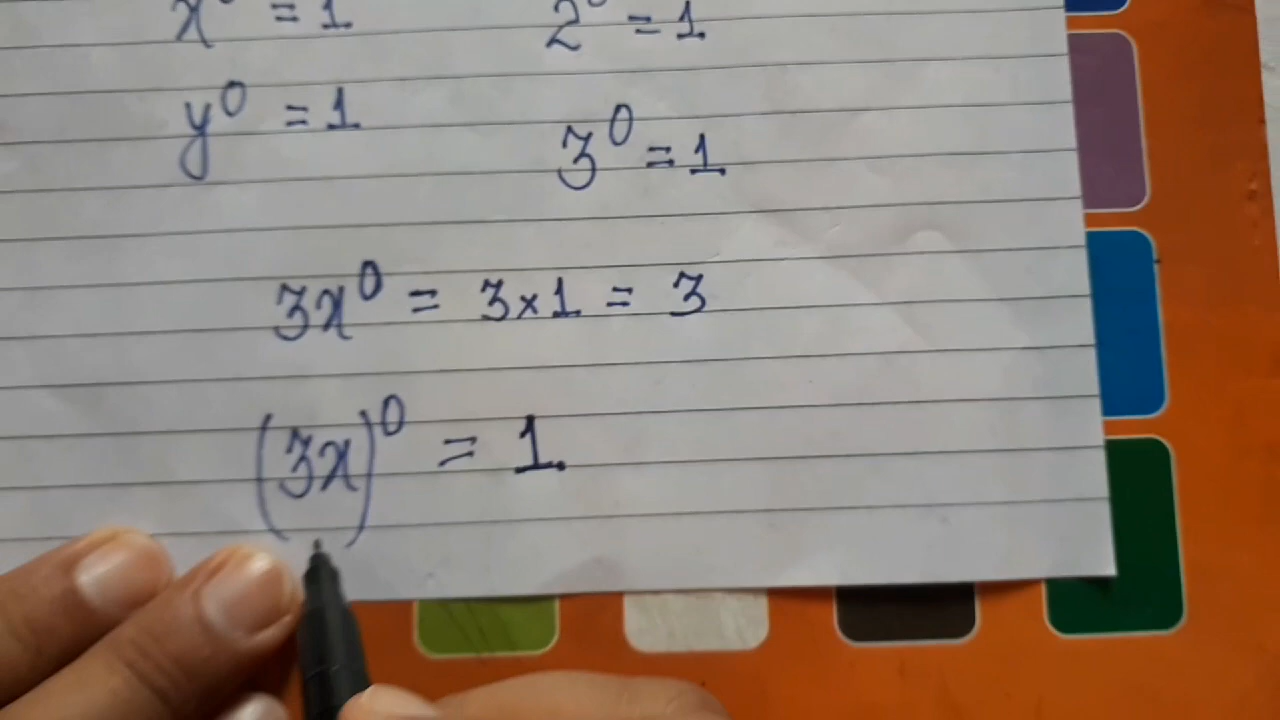 x⁰ = 1 2⁰ = 1
y⁰ = 1 3⁰ = 1
3x⁰ = 3×1 = 3
(3x)⁰ = 1.